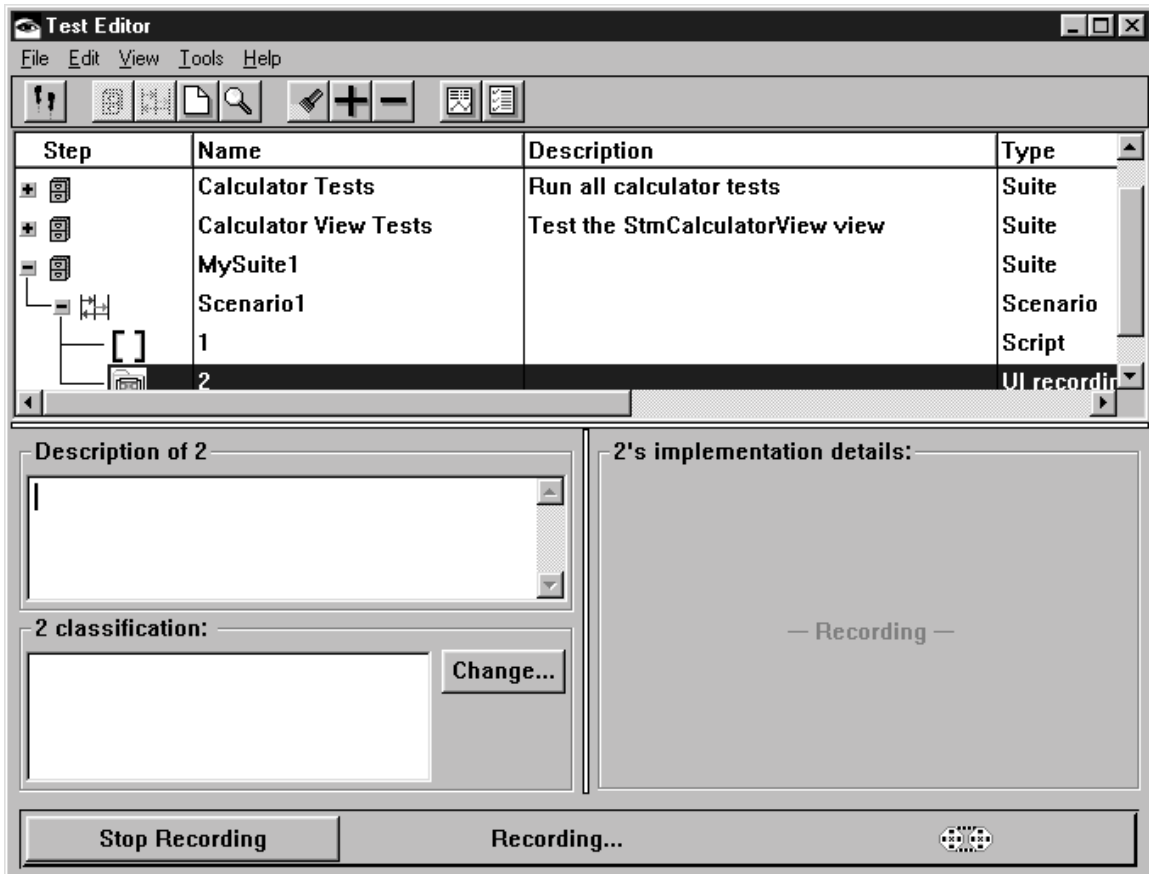 Test Editor
File Edit View Tools Help
Step Name Description Type
Calculator Tests Run all calculator tests Suite
Calculator View Tests Test the StmCalculatorView view Suite
MySuite1 Suite
Scenario1 Scenario
[ ] 1 Script
2 UI recordin
Description of 2
2's implementation details:
2 classification:
Change...
— Recording —
Stop Recording Recording...